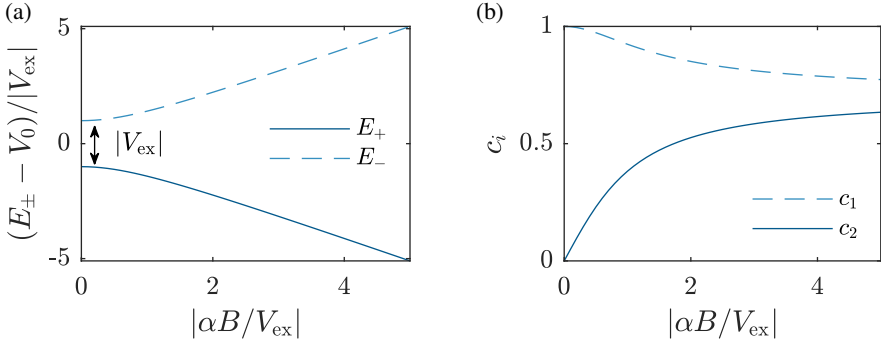 (a)
5
0
-5
(E± − V₀)/|Vₑₓ|
|Vₑₓ|
E₊
E₋
0 2 4
|αB/Vₑₓ|
(b)
1
0.5
0
cᵢ
c₁
c₂
0 2 4
|αB/Vₑₓ|